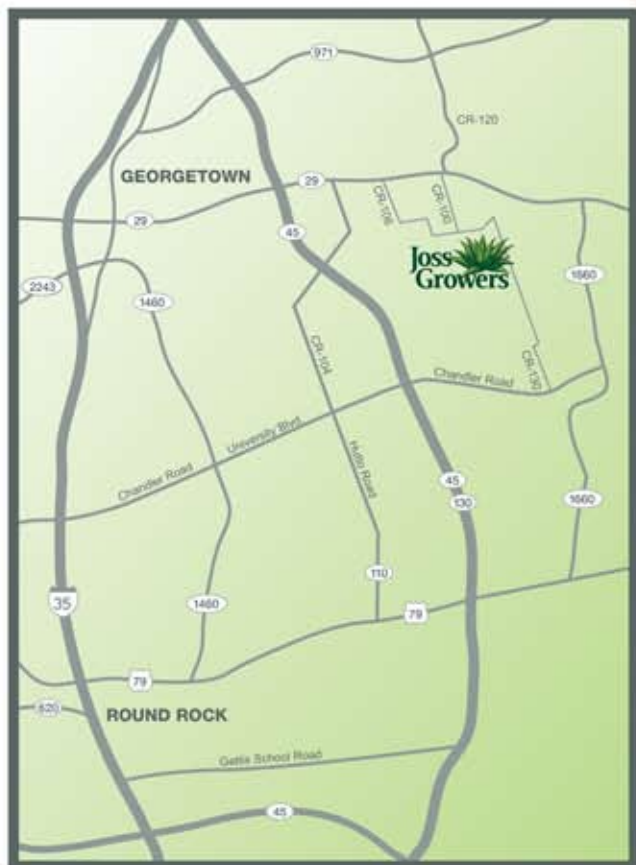 971
CR-120
GEORGETOWN
29
CR-106
CR-100
29
45
Joss
Growers
2243
1460
1660
CR-104
CR-130
Chandler Road
University Blvd.
Chandler Road
Hutto Road
45
130
1660
35
1460
110
79
79
620
ROUND ROCK
Gattis School Road
45